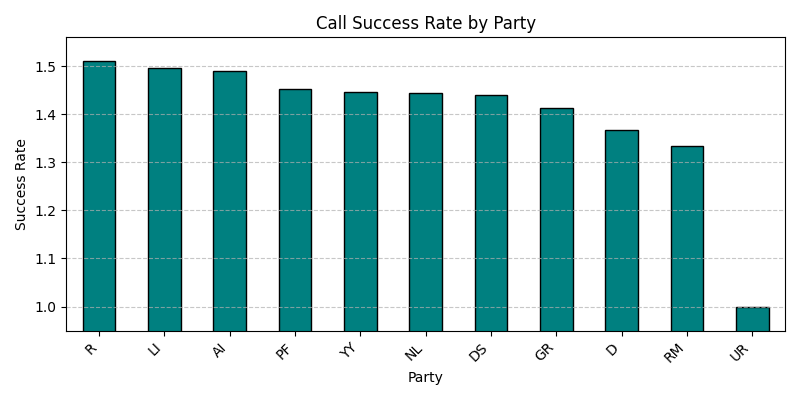 Call Success Rate by Party
Success Rate
1.5
1.4
1.3
1.2
1.1
1.0
R
LI
AI
PF
YY
NL
DS
GR
D
RM
UR
Party